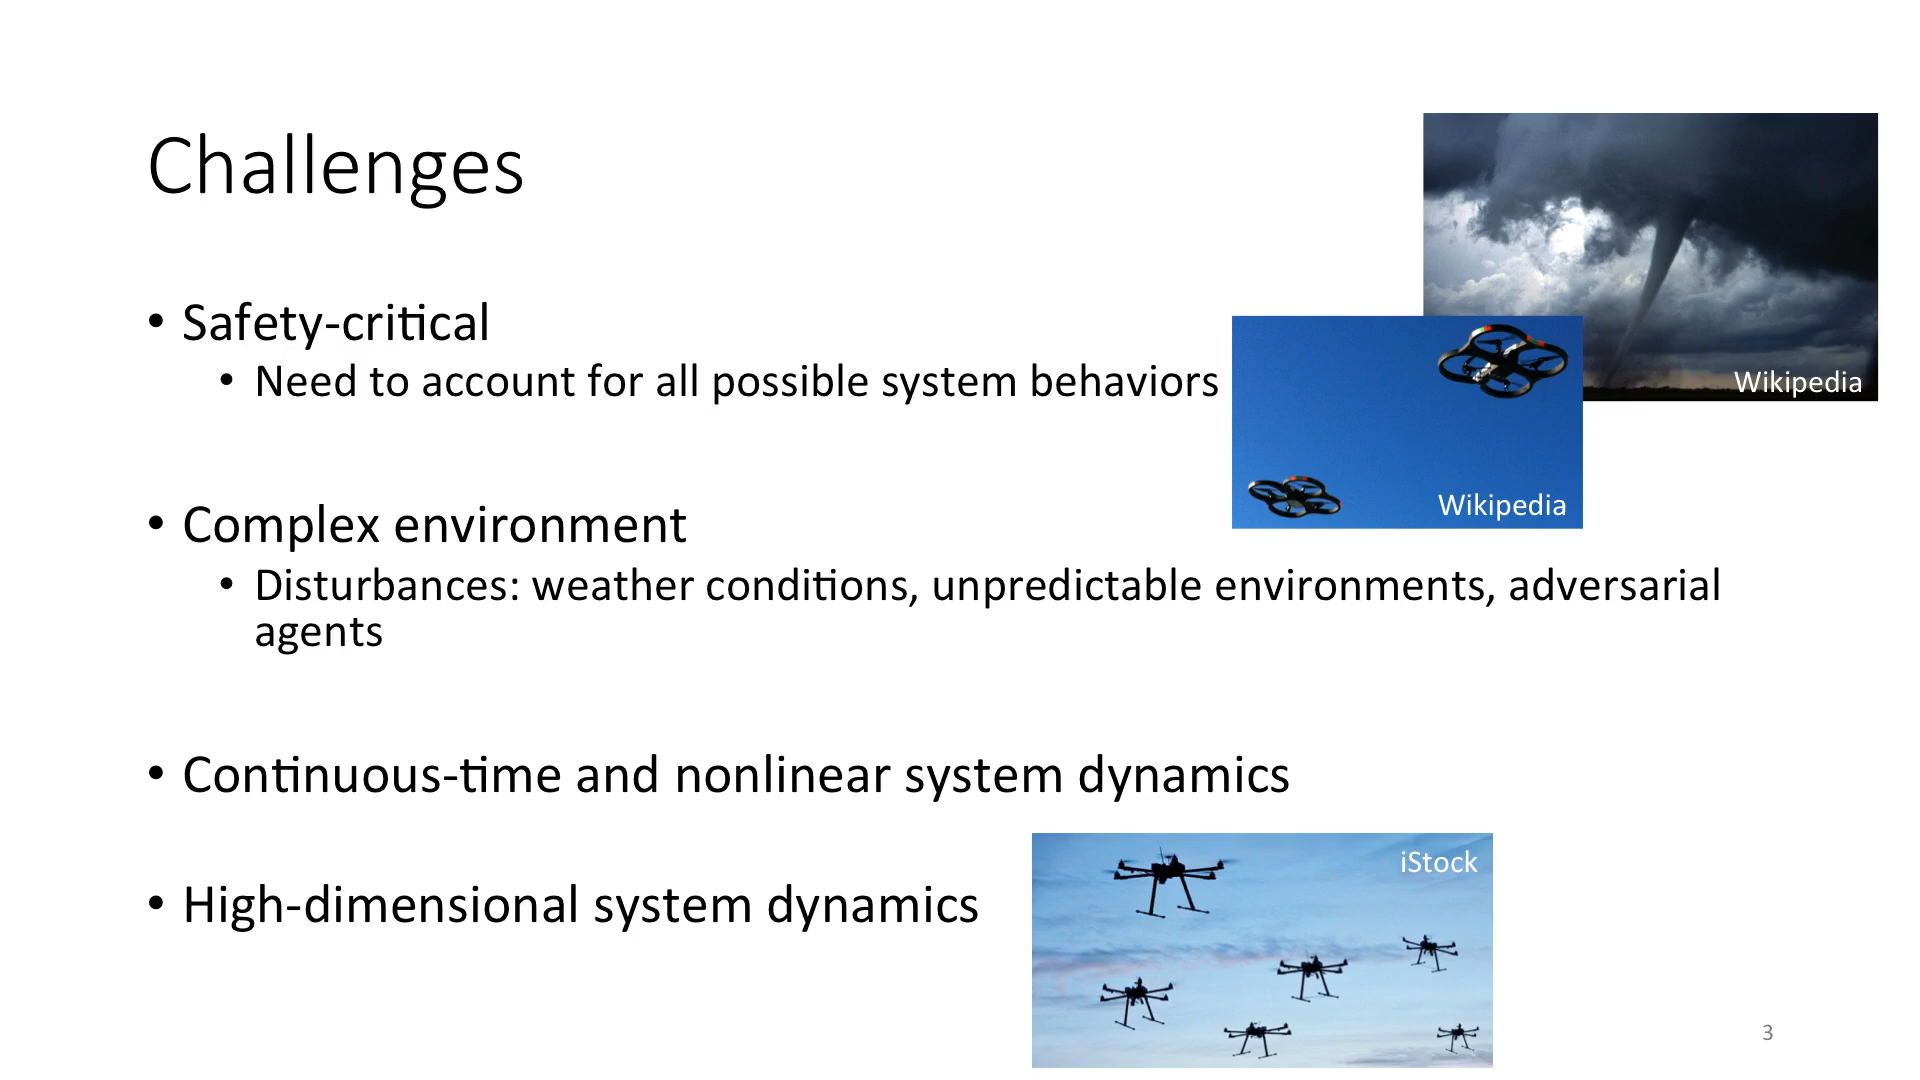 Challenges
• Safety-critical
• Need to account for all possible system behaviors
Wikipedia
Wikipedia
• Complex environment
• Disturbances: weather conditions, unpredictable environments, adversarial
agents
• Continuous-time and nonlinear system dynamics
• High-dimensional system dynamics
iStock
3